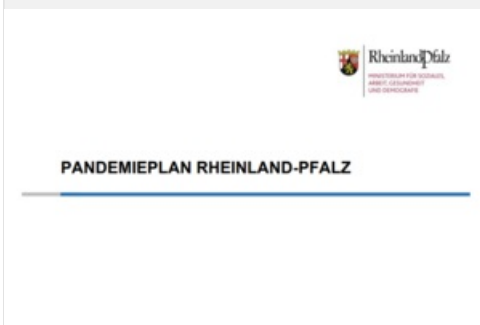 RheinlandPfalz
MINISTERIUM FÜR SOZIALES,
ARBEIT, GESUNDHEIT
UND DEMOGRAFIE
PANDEMIEPLAN RHEINLAND-PFALZ